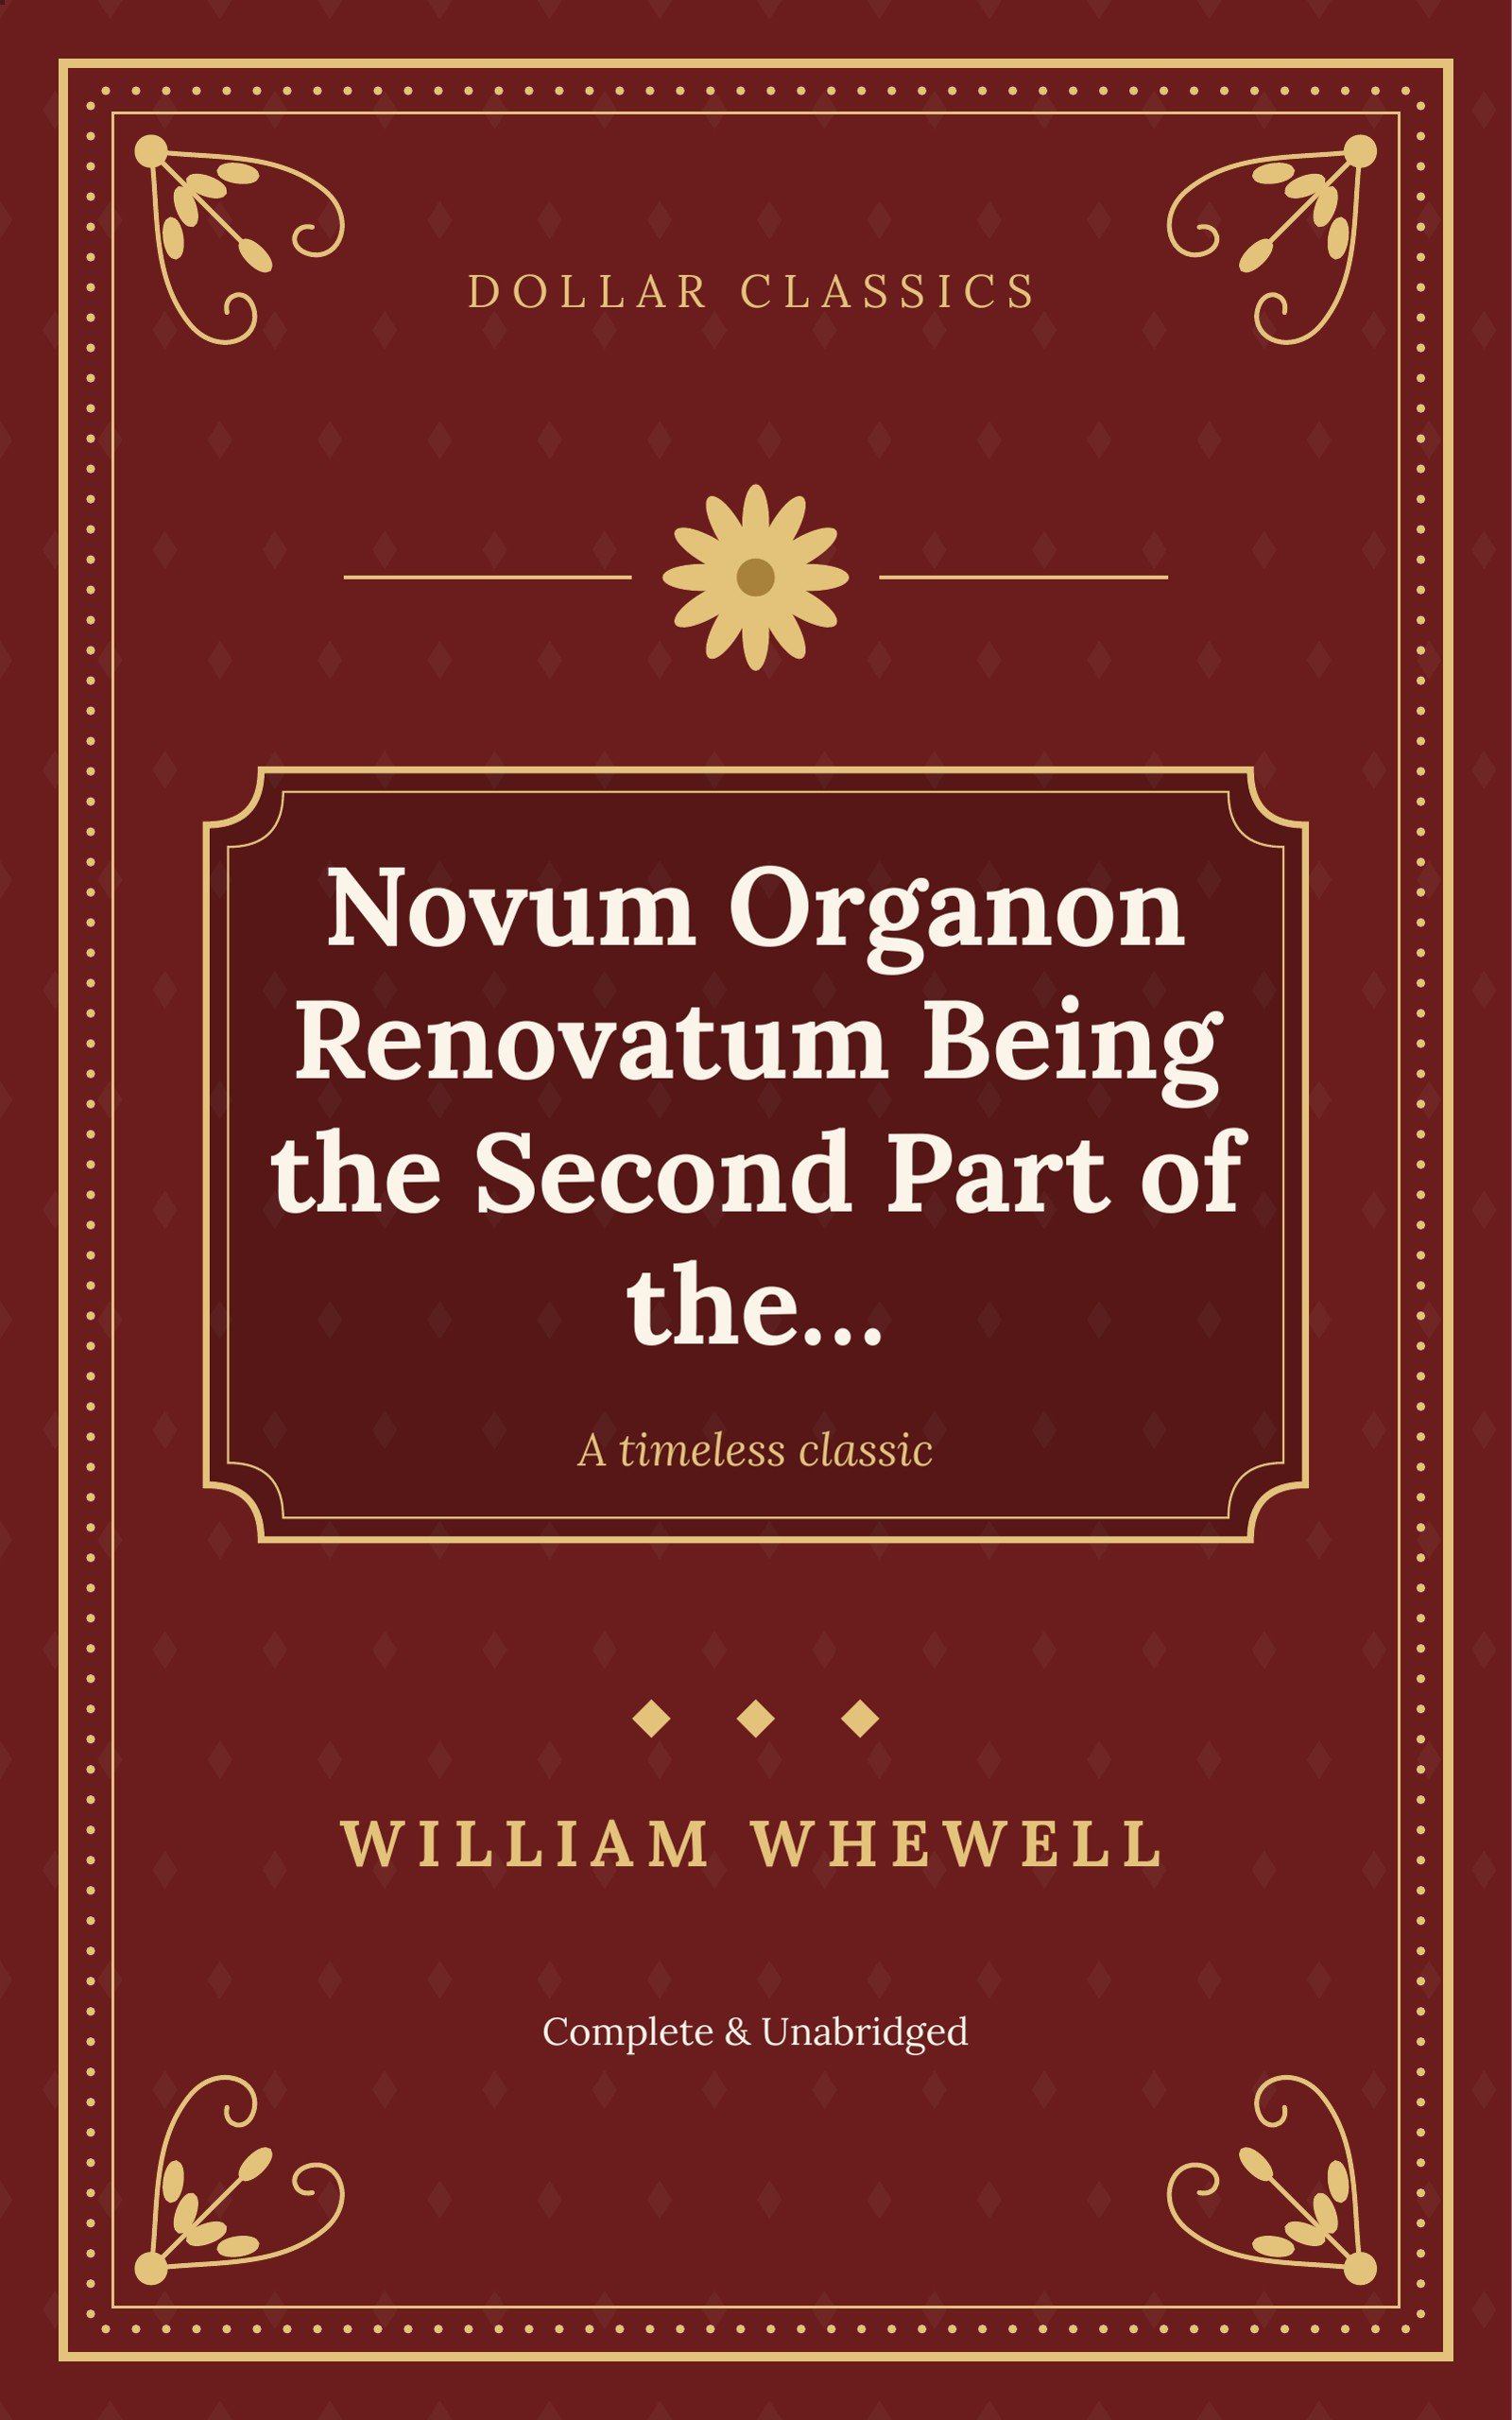 DOLLAR CLASSICS
Novum Organon
Renovatum Being
the Second Part of
the...
A timeless classic
WILLIAM WHEWELL
Complete & Unabridged